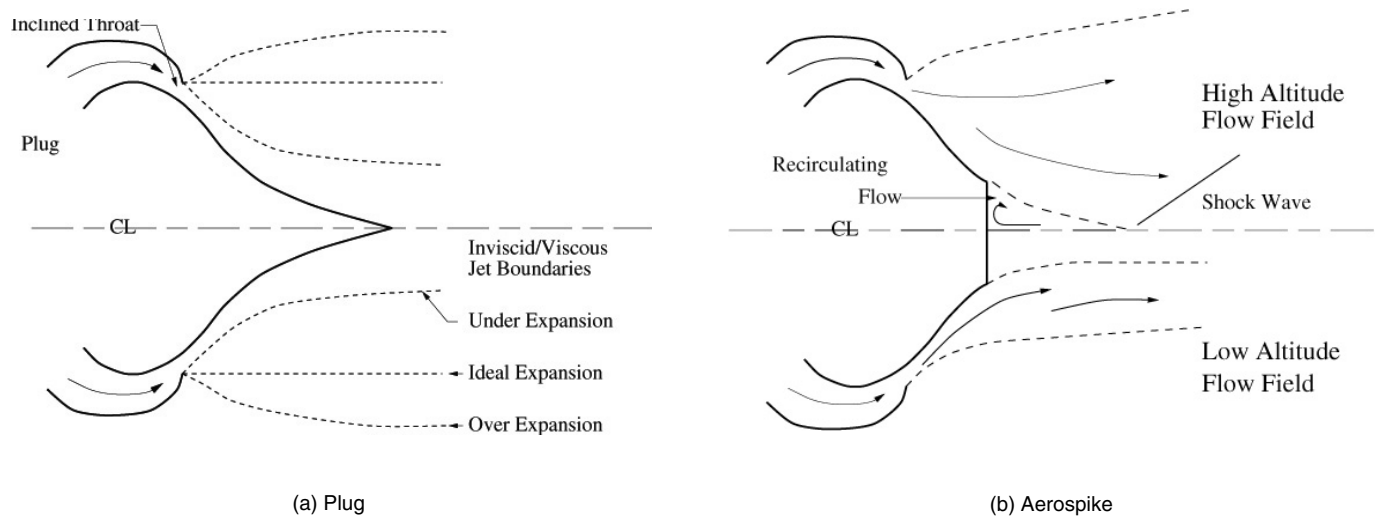 Inclined Throat
Plug
CL
Inviscid/Viscous
Jet Boundaries
Under Expansion
Ideal Expansion
Over Expansion
(a) Plug
High Altitude
Flow Field
Recirculating
Flow
Shock Wave
CL
Low Altitude
Flow Field
(b) Aerospike